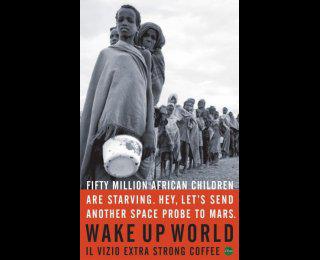 FIFTY MILLION AFRICAN CHILDREN
ARE STARVING. HEY, LET'S SEND
ANOTHER SPACE PROBE TO MARS.
WAKE UP WORLD
IL VIZIO EXTRA STRONG COFFEE